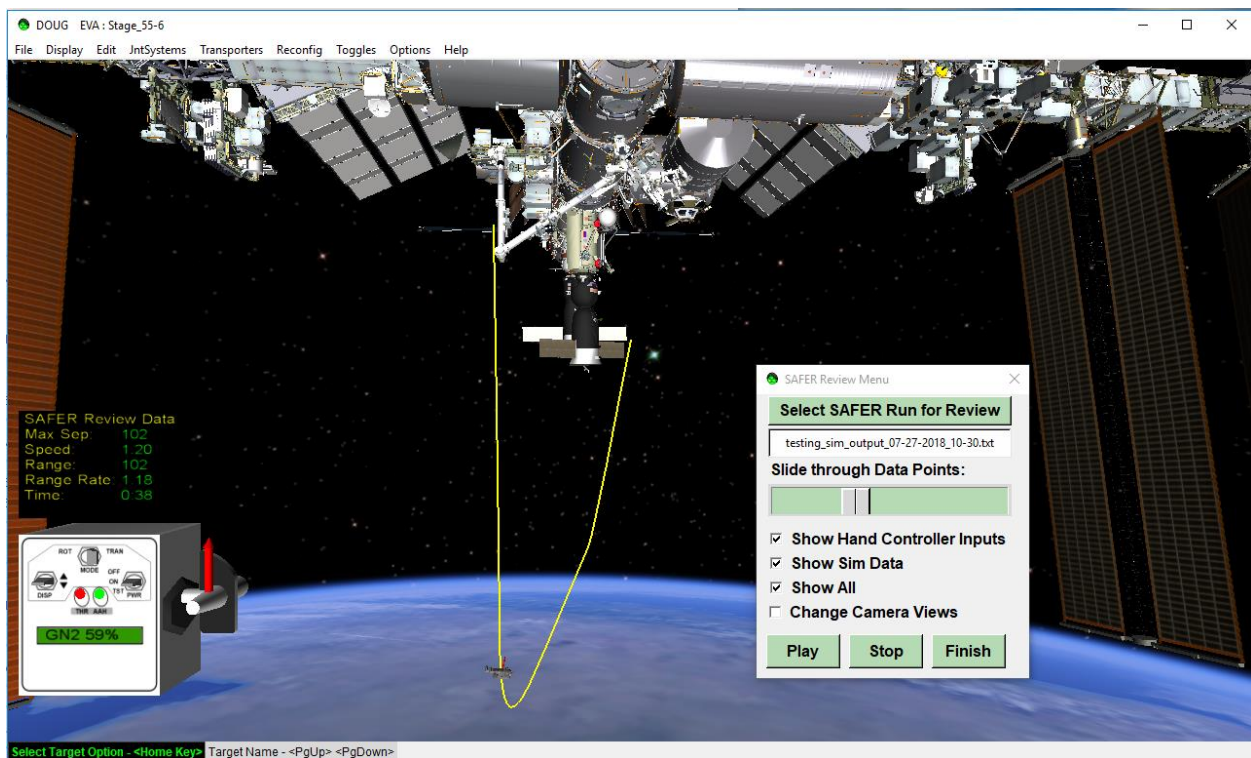 DOUG EVA : Stage_55-6
File Display Edit JntSystems Transporters Reconfig Toggles Options Help
SAFER Review Data
Max Sep: 102
Speed: 1.20
Range: 102
Range Rate: 1.18
Time: 0:38
ROT TRAN
MODE
OFF
ON
TST
DISP PWR
THR AAH
GN2 59%
SAFER Review Menu
Select SAFER Run for Review
testing_sim_output_07-27-2018_10-30.txt
Slide through Data Points:
Show Hand Controller Inputs
Show Sim Data
Show All
Change Camera Views
Play Stop Finish
Select Target Option - <Home Key> Target Name - <PgUp> <PgDown>